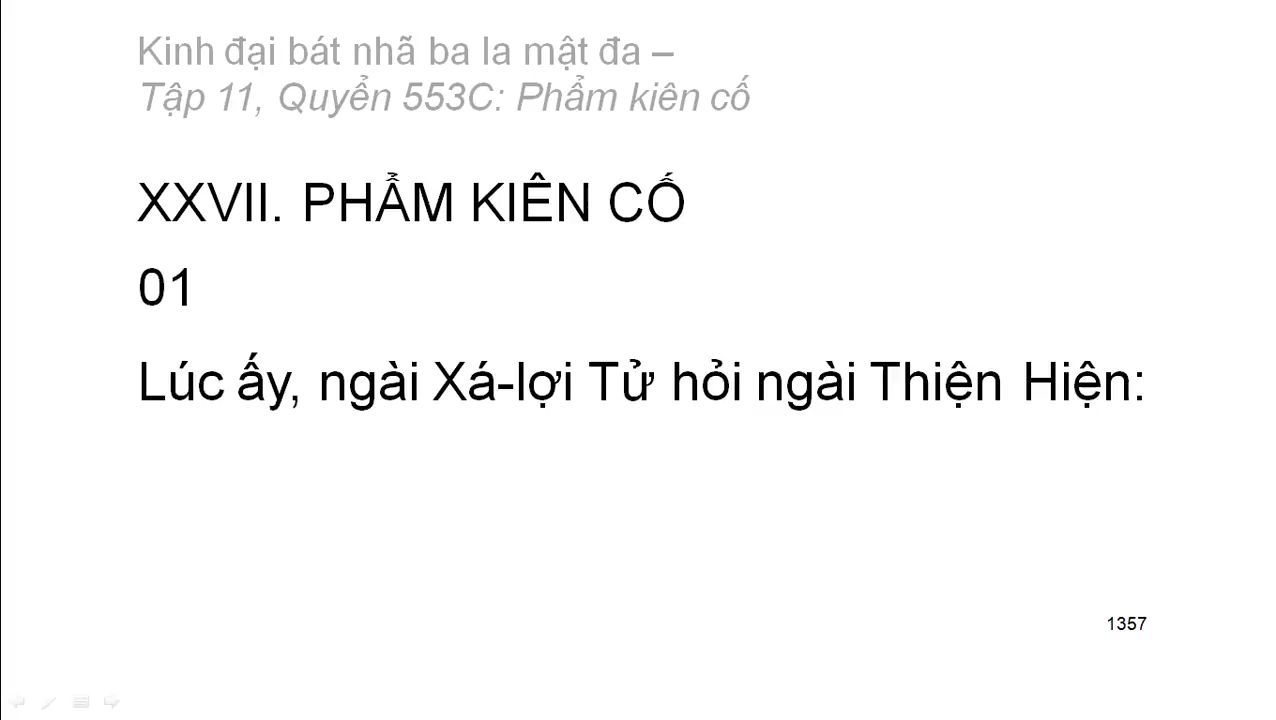 Kinh đại bát nhã ba la mật đa –
Tập 11, Quyển 553C: Phẩm kiên cố
XXVII. PHẨM KIÊN CỐ
01
Lúc ấy, ngài Xá-lợi Tử hỏi ngài Thiện Hiện:
1357